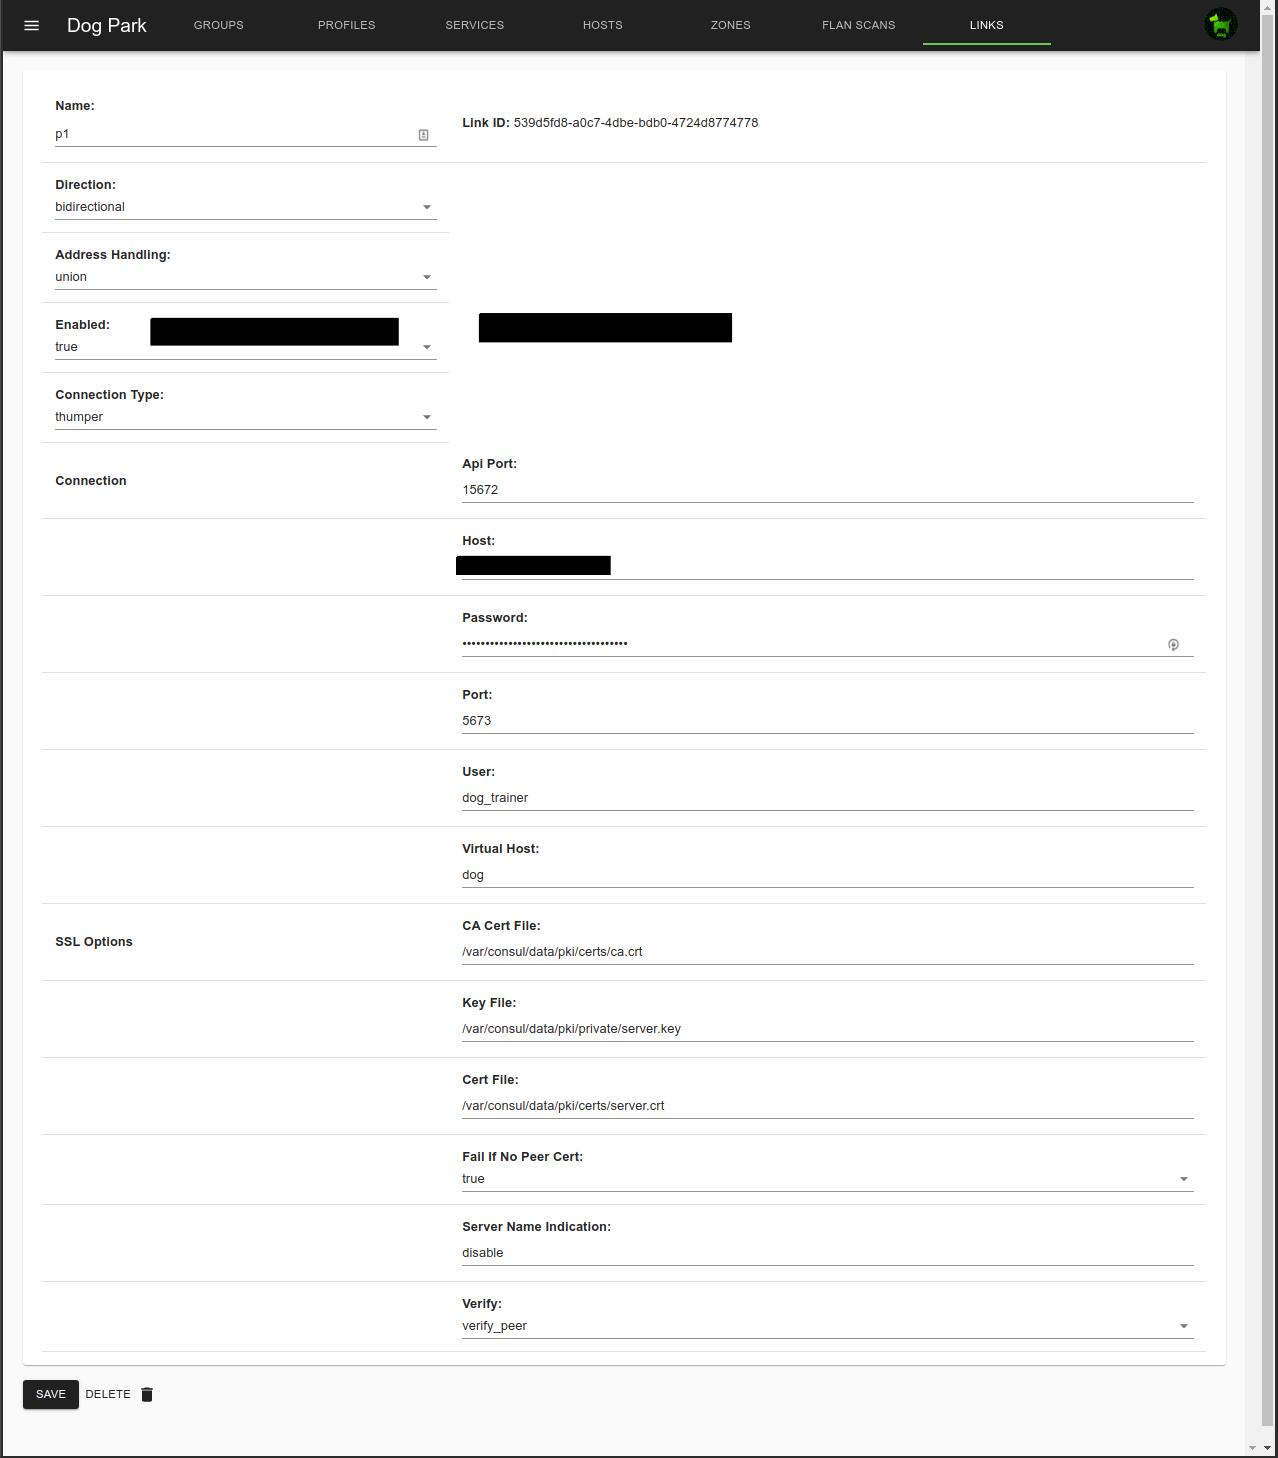 Dog Park
GROUPS
PROFILES
SERVICES
HOSTS
ZONES
FLAN SCANS
LINKS
dog
Name:
p1
Link ID: 539d5fd8-a0c7-4dbe-bdb0-4724d8774778
Direction:
bidirectional
Address Handling:
union
Enabled:
true
Connection Type:
thumper
Connection
Api Port:
15672
Host:
Password:
••••••••••••••••••••••••••••••••••••
Port:
5673
User:
dog_trainer
Virtual Host:
dog
SSL Options
CA Cert File:
/var/consul/data/pki/certs/ca.crt
Key File:
/var/consul/data/pki/private/server.key
Cert File:
/var/consul/data/pki/certs/server.crt
Fail If No Peer Cert:
true
Server Name Indication:
disable
Verify:
verify_peer
SAVE
DELETE